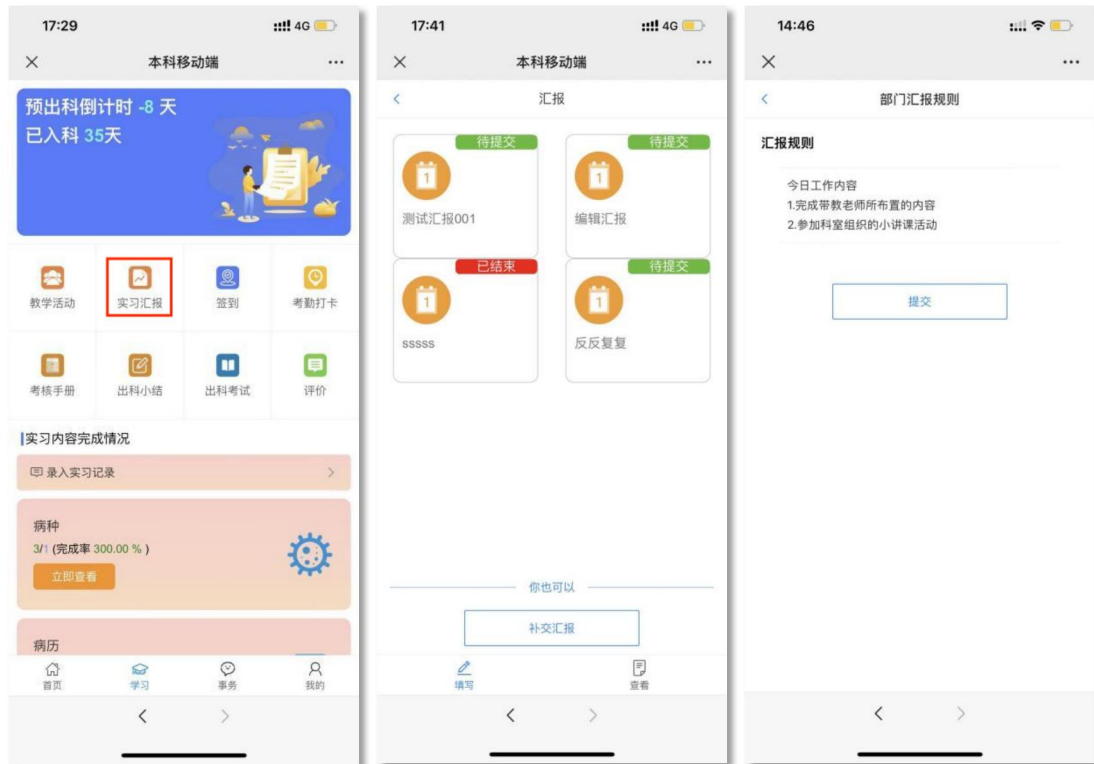 17:29
4G
本科移动端
预出科倒计时 -8 天
已入科 35天
教学活动
实习汇报
签到
考勤打卡
考核手册
出科小结
出科考试
评价
实习内容完成情况
录入实习记录
病种
3/1 (完成率 300.00 % )
立即查看
病历
首页
学习
事务
我的
17:41
4G
本科移动端
汇报
待提交
1
测试汇报001
待提交
1
编辑汇报
已结束
1
sssss
待提交
1
反反复复
你也可以
补交汇报
填写
查看
14:46
部门汇报规则
汇报规则
今日工作内容
1.完成带教老师所布置的内容
2.参加科室组织的小讲课活动
提交